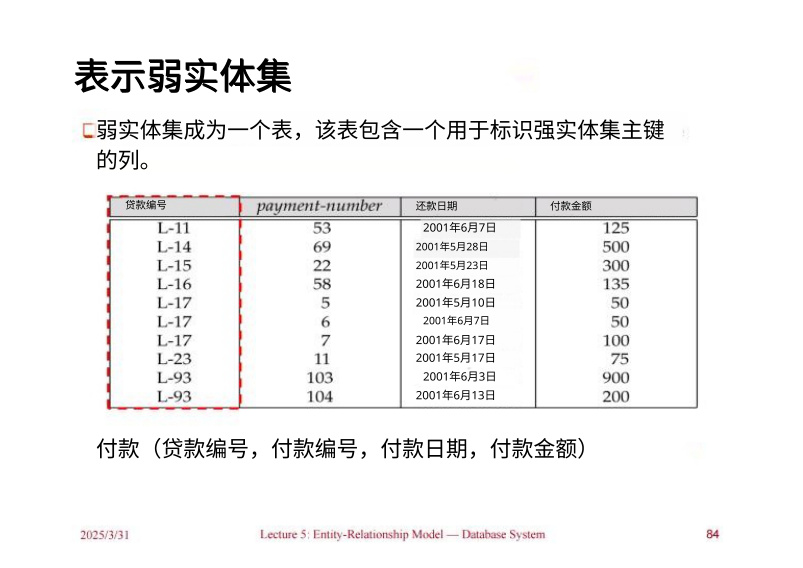 表示弱实体集
弱实体集成为一个表，该表包含一个用于标识强实体集主键
的列。
贷款编号 payment-number 还款日期 付款金额
L-11 53 2001年6月7日 125
L-14 69 2001年5月28日 500
L-15 22 2001年5月23日 300
L-16 58 2001年6月18日 135
L-17 5 2001年5月10日 50
L-17 6 2001年6月7日 50
L-17 7 2001年6月17日 100
L-23 11 2001年5月17日 75
L-93 103 2001年6月3日 900
L-93 104 2001年6月13日 200
付款（贷款编号，付款编号，付款日期，付款金额）
2025/3/31 Lecture 5: Entity-Relationship Model — Database System 84